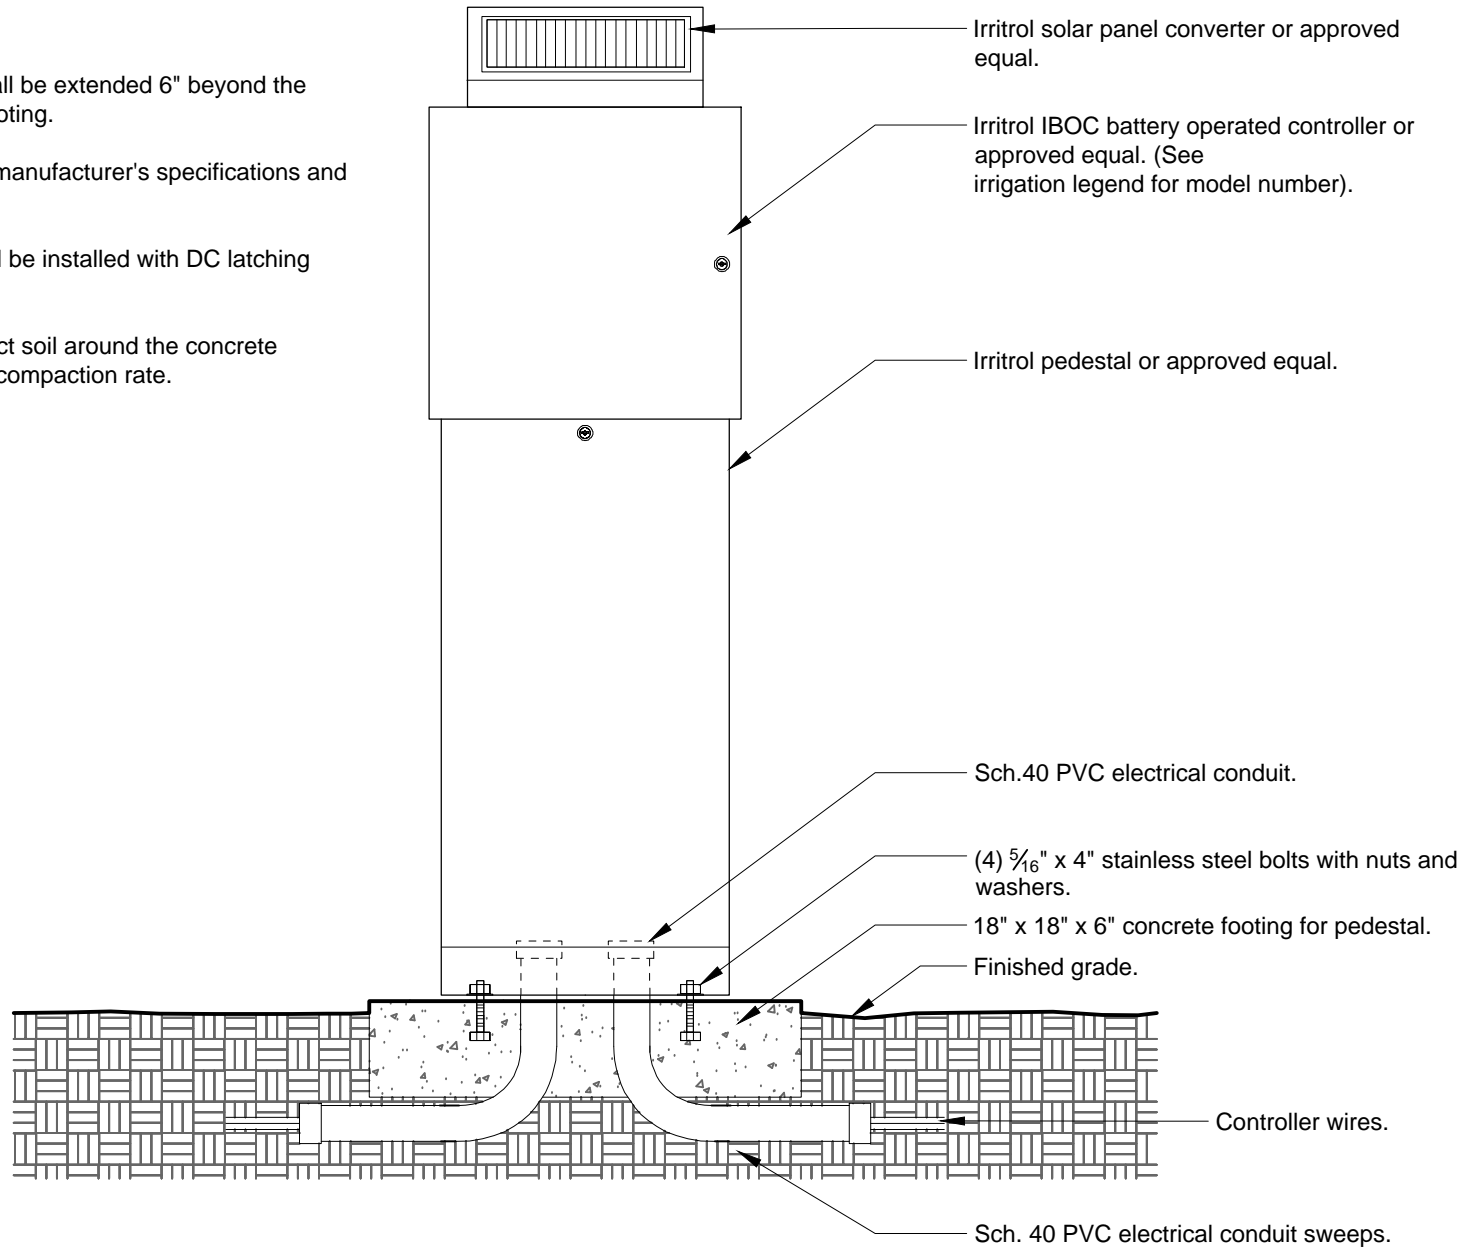 all be extended 6" beyond the
oting.
manufacturer's specifications and
l be installed with DC latching
ct soil around the concrete
compaction rate.
Irritrol solar panel converter or approved
equal.
Irritrol IBOC battery operated controller or
approved equal. (See
irrigation legend for model number).
Irritrol pedestal or approved equal.
Sch.40 PVC electrical conduit.
(4) 5/16" x 4" stainless steel bolts with nuts and
washers.
18" x 18" x 6" concrete footing for pedestal.
Finished grade.
Controller wires.
Sch. 40 PVC electrical conduit sweeps.